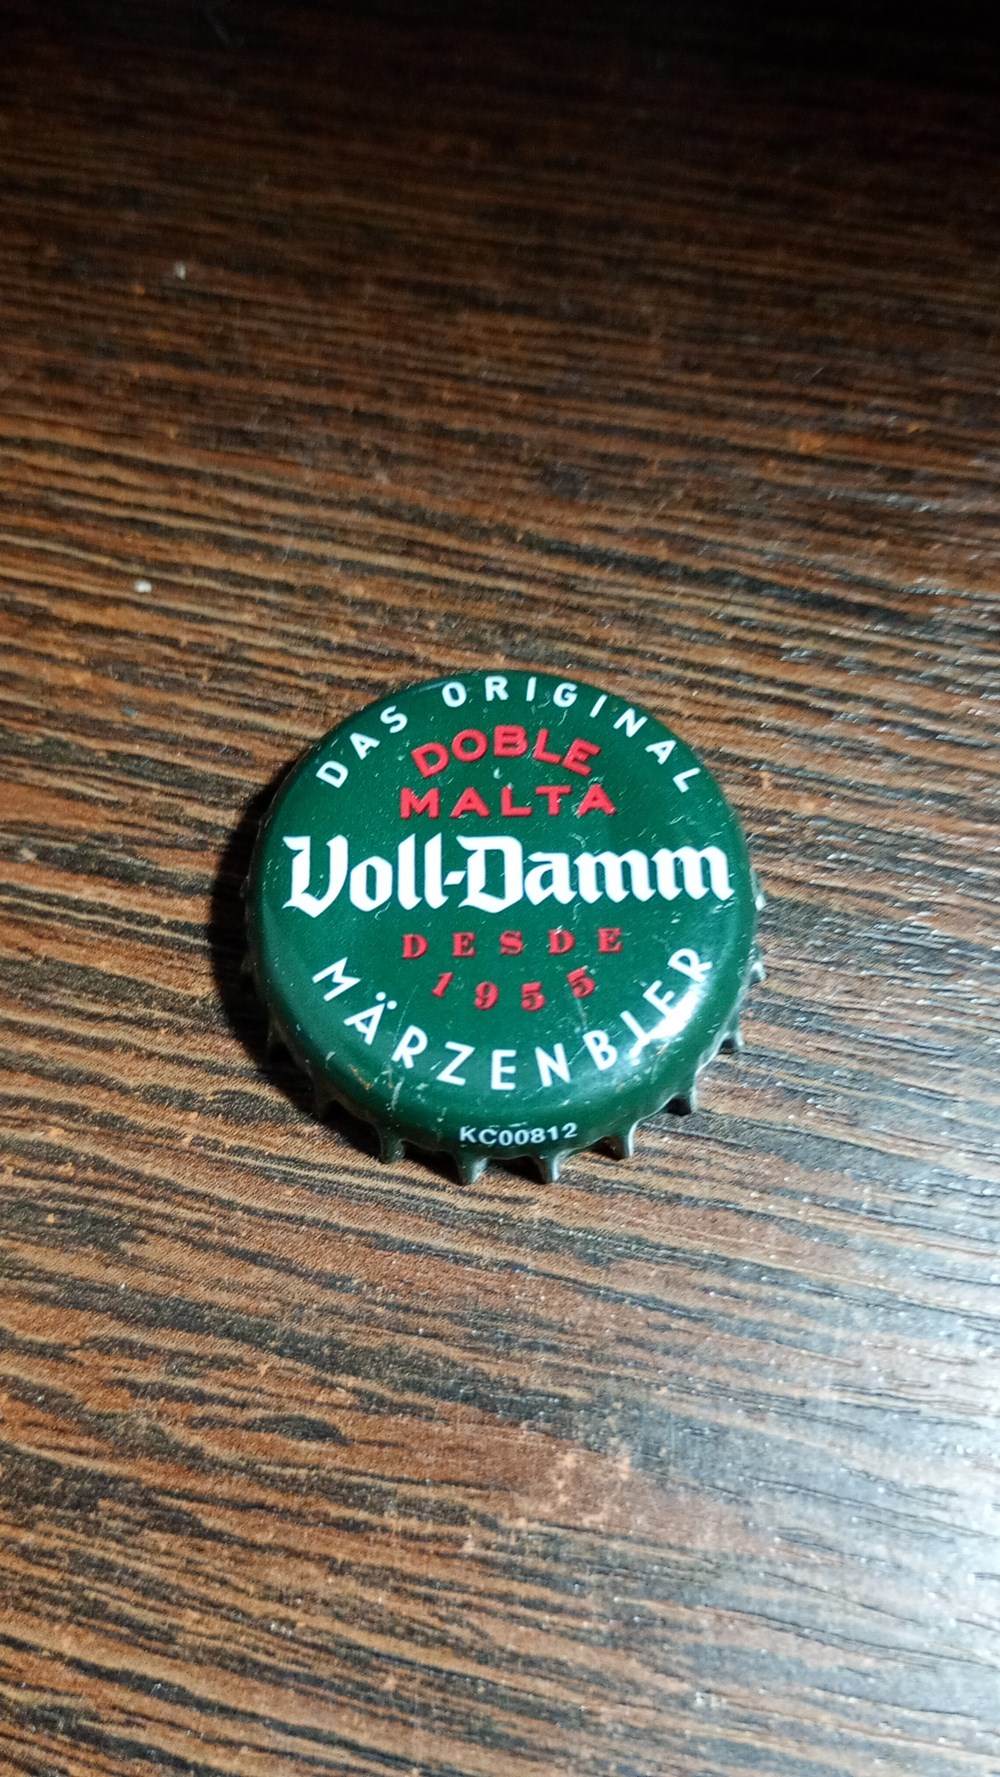 DAS ORIGINAL
DOBLE
MALTA
Voll-Damm
DESDE
1955
MÄRZENBIER
KC00812